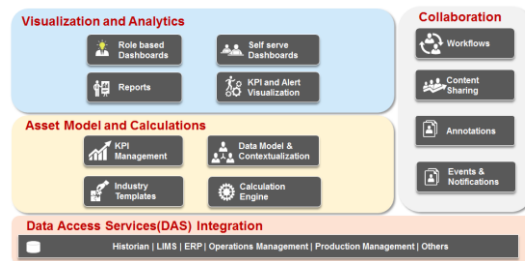 Visualization and Analytics
Role based
Dashboards
Self serve
Dashboards
Reports
KPI and Alert
Visualization
Asset Model and Calculations
KPI
Management
Data Model &
Contextualization
Industry
Templates
Calculation
Engine
Data Access Services(DAS) Integration
Historian | LIMS | ERP | Operations Management | Production Management | Others
Collaboration
Workflows
Content
Sharing
Annotations
Events &
Notifications